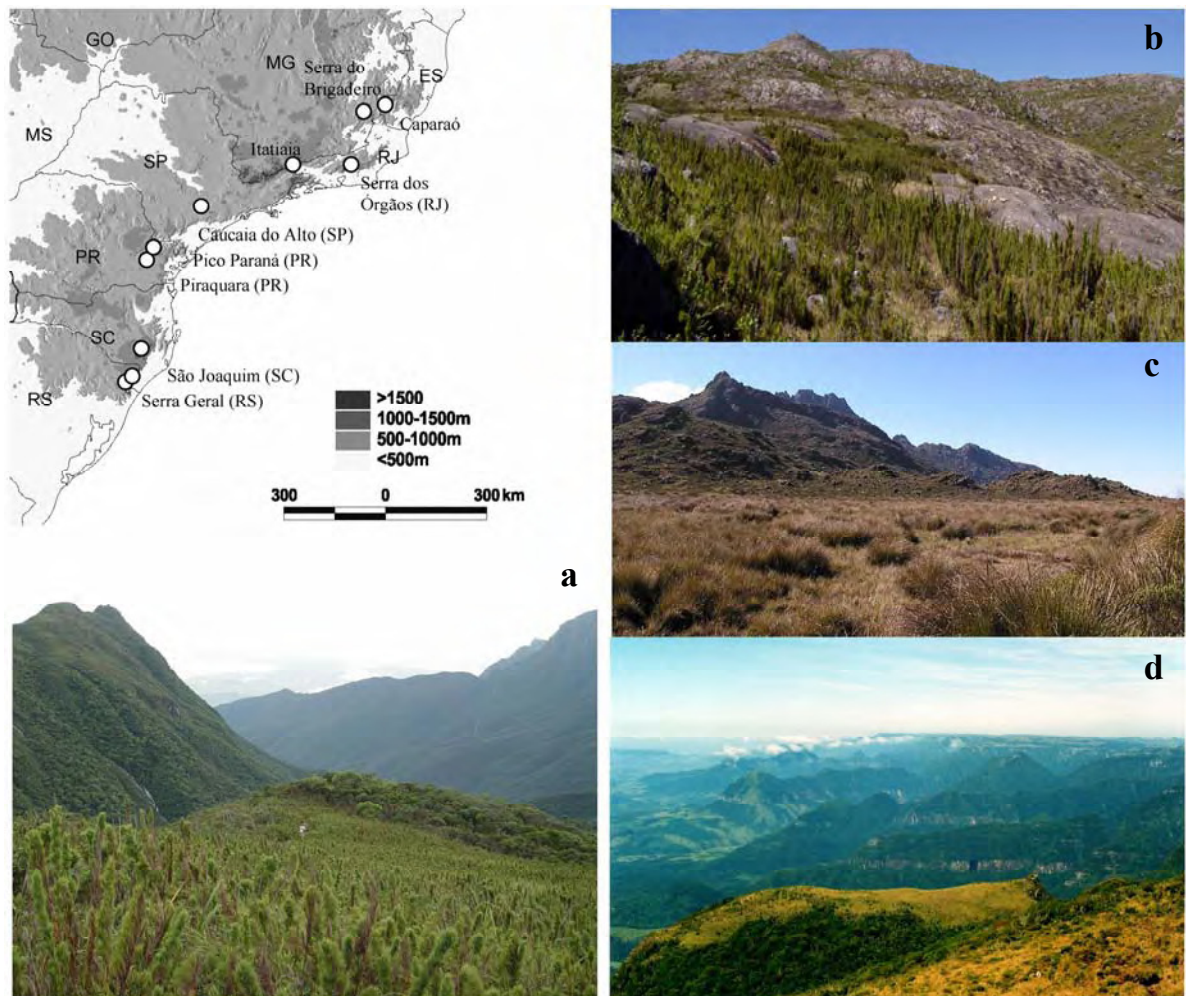 GO
MG
Serra do
Brigadeiro
ES
MS
Caparaó
SP
Itatiaia
RJ
Serra dos
Órgãos (RJ)
Caucaia do Alto (SP)
PR
Pico Paraná (PR)
Piraquara (PR)
SC
São Joaquim (SC)
RS
Serra Geral (RS)
>1500
1000-1500m
500-1000m
<500m
300
0
300 km
a
b
c
d